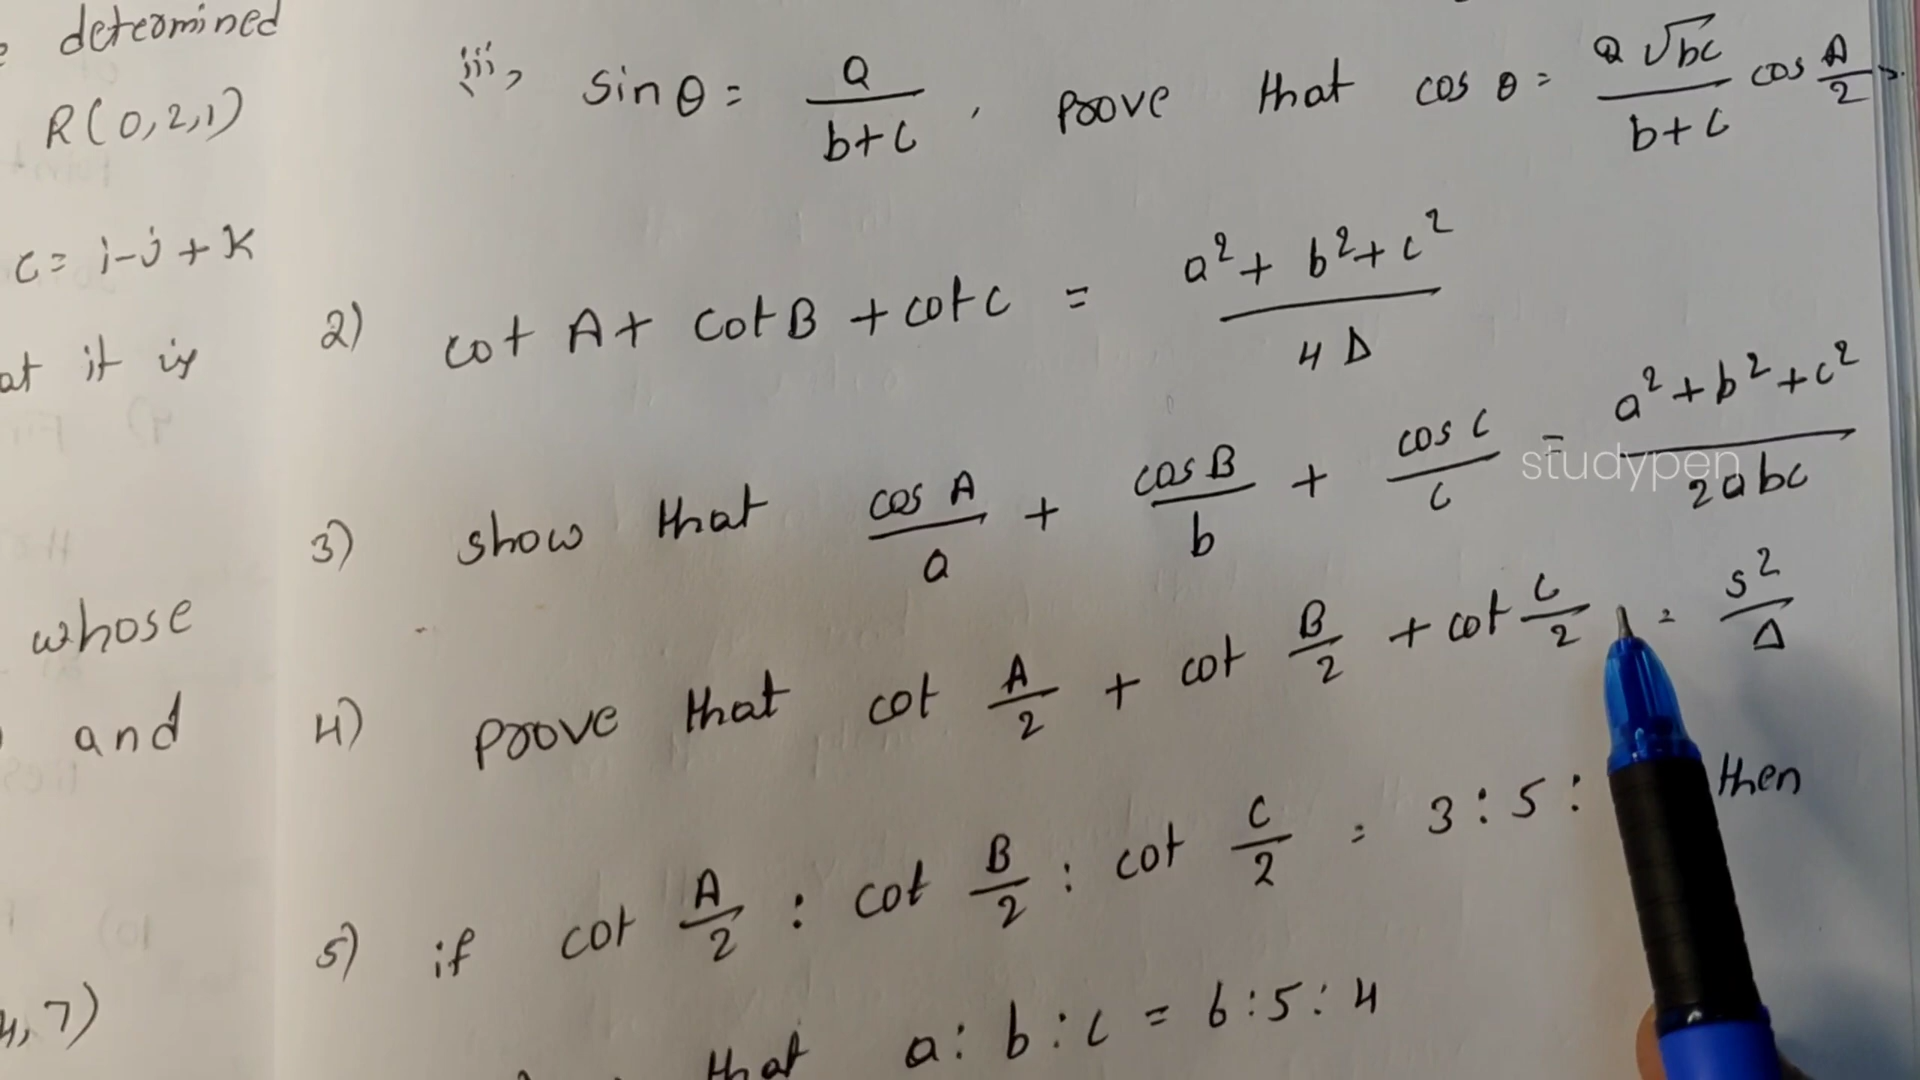 determined
R(0,2,1)
c= i-j+k
at it is
whose
and
4,7)
iii, sin θ = a/(b+c), prove that cos θ = 2√bc/(b+c) cos A/2.
2) cot A + cot B + cot C = (a²+b²+c²)/4Δ
3) show that cos A/a + cos B/b + cos C/c = (a²+b²+c²)/2abc
studypen
4) prove that cot A/2 + cot B/2 + cot C/2 = s²/Δ
5) if cot A/2 : cot B/2 : cot C/2 = 3:5: then
that a:b:c = 6:5:4